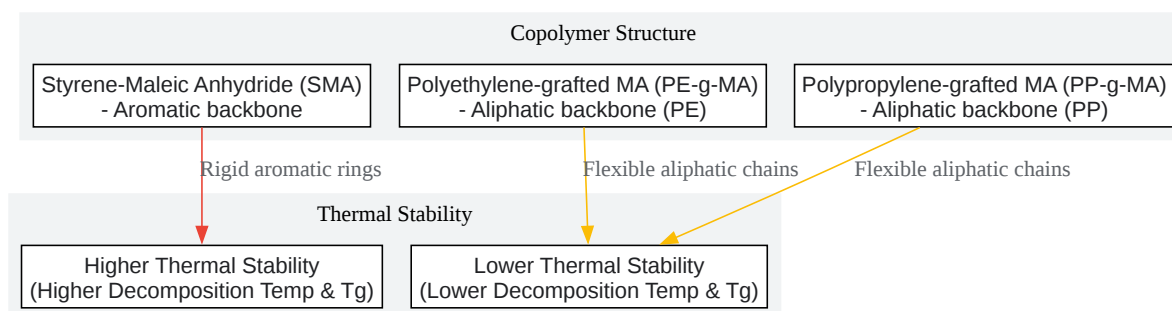 Copolymer Structure
Styrene-Maleic Anhydride (SMA)
- Aromatic backbone
Polyethylene-grafted MA (PE-g-MA)
- Aliphatic backbone (PE)
Polypropylene-grafted MA (PP-g-MA)
- Aliphatic backbone (PP)
Rigid aromatic rings
Flexible aliphatic chains
Flexible aliphatic chains
Thermal Stability
Higher Thermal Stability
(Higher Decomposition Temp & Tg)
Lower Thermal Stability
(Lower Decomposition Temp & Tg)